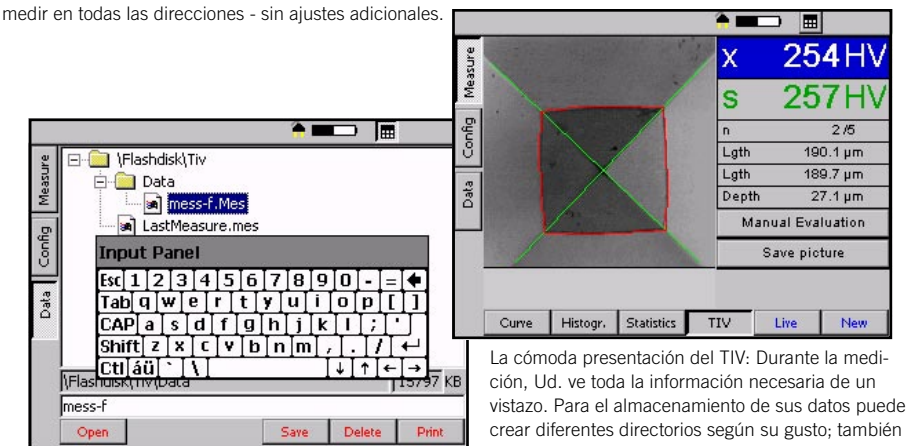 medir en todas las direcciones - sin ajustes adicionales.
Measure
Config
Data
\Flashdisk\Tiv
Data
mess-f.Mes
LastMeasure.mes
Input Panel
Esc 1 2 3 4 5 6 7 8 9 0 - =
Tab q w e r t y u i o p [ ]
CAP a s d f g h j k l ; '
Shift z x c v b n m , . /
Ctl áü ` \ ↓ ↑ ← →
\Flashdisk\Tiv\Data 15797 KB
mess-f
Open Save Delete Print
Measure
Config
Data
x 254 HV
s 257 HV
n 2/5
Lgth 190.1 µm
Lgth 189.7 µm
Depth 27.1 µm
Manual Evaluation
Save picture
Curve Histogr. Statistics TIV Live New
La cómoda presentación del TIV: Durante la medi-
ción, Ud. ve toda la información necesaria de un
vistazo. Para el almacenamiento de sus datos puede
crear diferentes directorios según su gusto; también